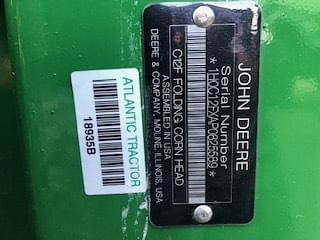 JOHN DEERE
Serial Number
*1H0C12FXAP0825589*
C12F FOLDING CORN HEAD
ASSEMBLED IN USA
DEERE & COMPANY, MOLINE, ILLINOIS, USA
ATLANTIC TRACTOR
18935B